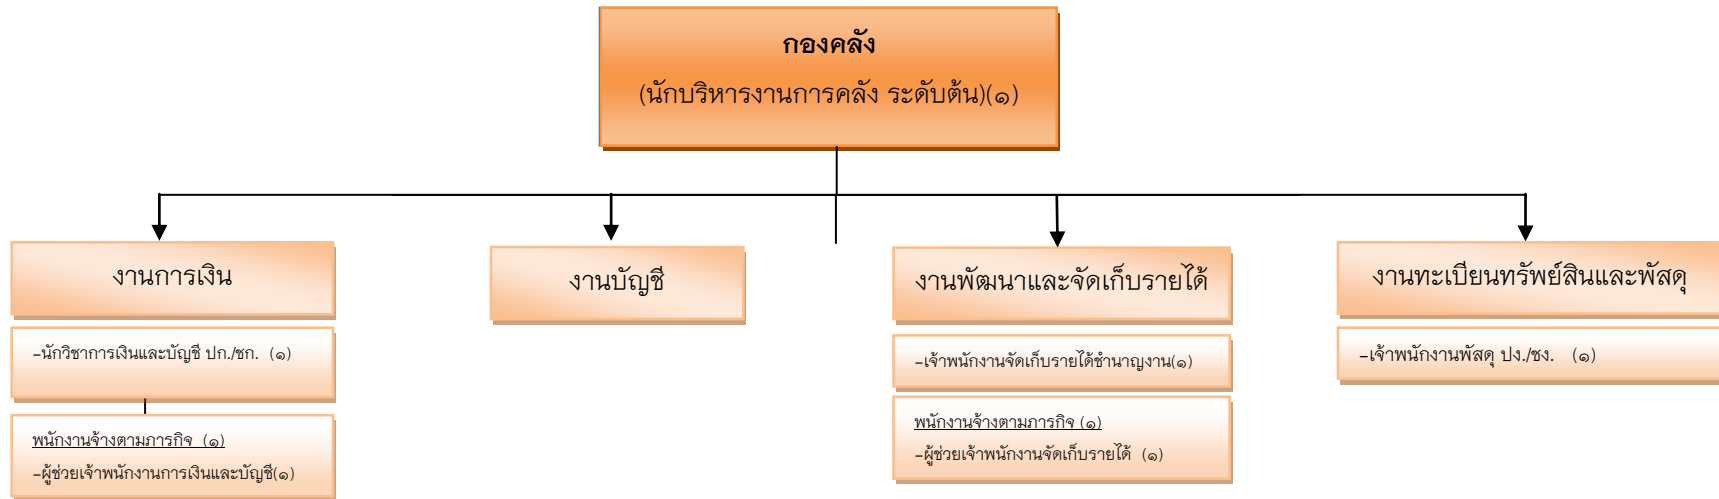 กองคลัง
(นักบริหารงานการคลัง ระดับต้น)(๑)
งานการเงิน
-นักวิชาการเงินและบัญชี ปก./ชก. (๑)
พนักงานจ้างตามภารกิจ (๑)
-ผู้ช่วยเจ้าพนักงานการเงินและบัญชี(๑)
งานบัญชี
งานพัฒนาและจัดเก็บรายได้
-เจ้าพนักงานจัดเก็บรายได้ชำนาญงาน(๑)
พนักงานจ้างตามภารกิจ (๑)
-ผู้ช่วยเจ้าพนักงานจัดเก็บรายได้ (๑)
งานทะเบียนทรัพย์สินและพัสดุ
-เจ้าพนักงานพัสดุ ปง./ชง. (๑)